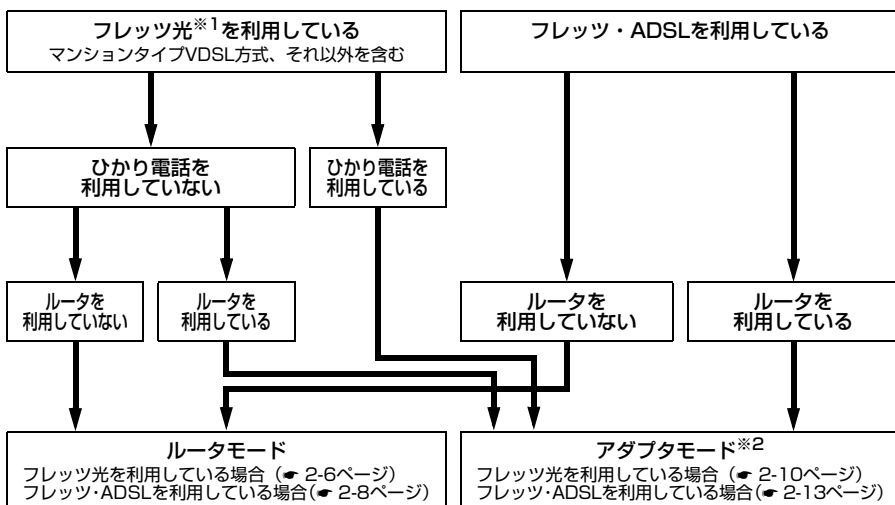 フレッツ光※1を利用している
マンションタイプVDSL方式、それ以外を含む
フレッツ・ADSLを利用している
ひかり電話を
利用していない
ひかり電話を
利用している
ルータを
利用していない
ルータを
利用している
ルータを
利用していない
ルータを
利用している
ルータモード
フレッツ光を利用している場合（☛ 2-6ページ）
フレッツ・ADSLを利用している場合（☛ 2-8ページ）
アダプタモード※2
フレッツ光を利用している場合（☛ 2-10ページ）
フレッツ・ADSLを利用している場合（☛ 2-13ページ）